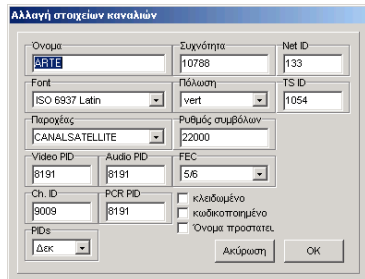 Αλλαγή στοιχείων καναλιών
Όνομα Συχνότητα Net ID
ARTE 10788 133
Font Πόλωση TS ID
ISO 6937 Latin vert 1054
Παροχέας Ρυθμός συμβόλων
CANALSATELLITE 22000
Video PID Audio PID FEC
8191 8191 5/6
Ch. ID PCR PID κλειδωμένο
9009 8191 κωδικοποιημένο
PIDs Όνομα προστατει
Δεκ Ακύρωση OK